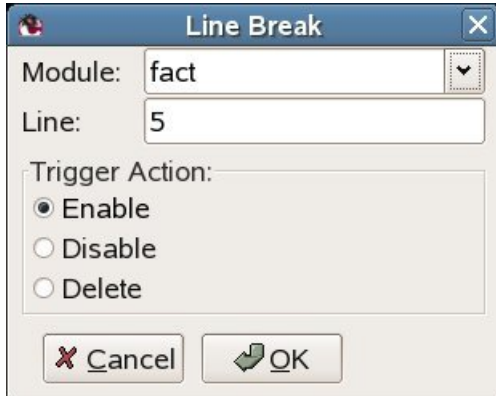 Line Break
Module: fact
Line: 5
Trigger Action:
Enable
Disable
Delete
Cancel OK